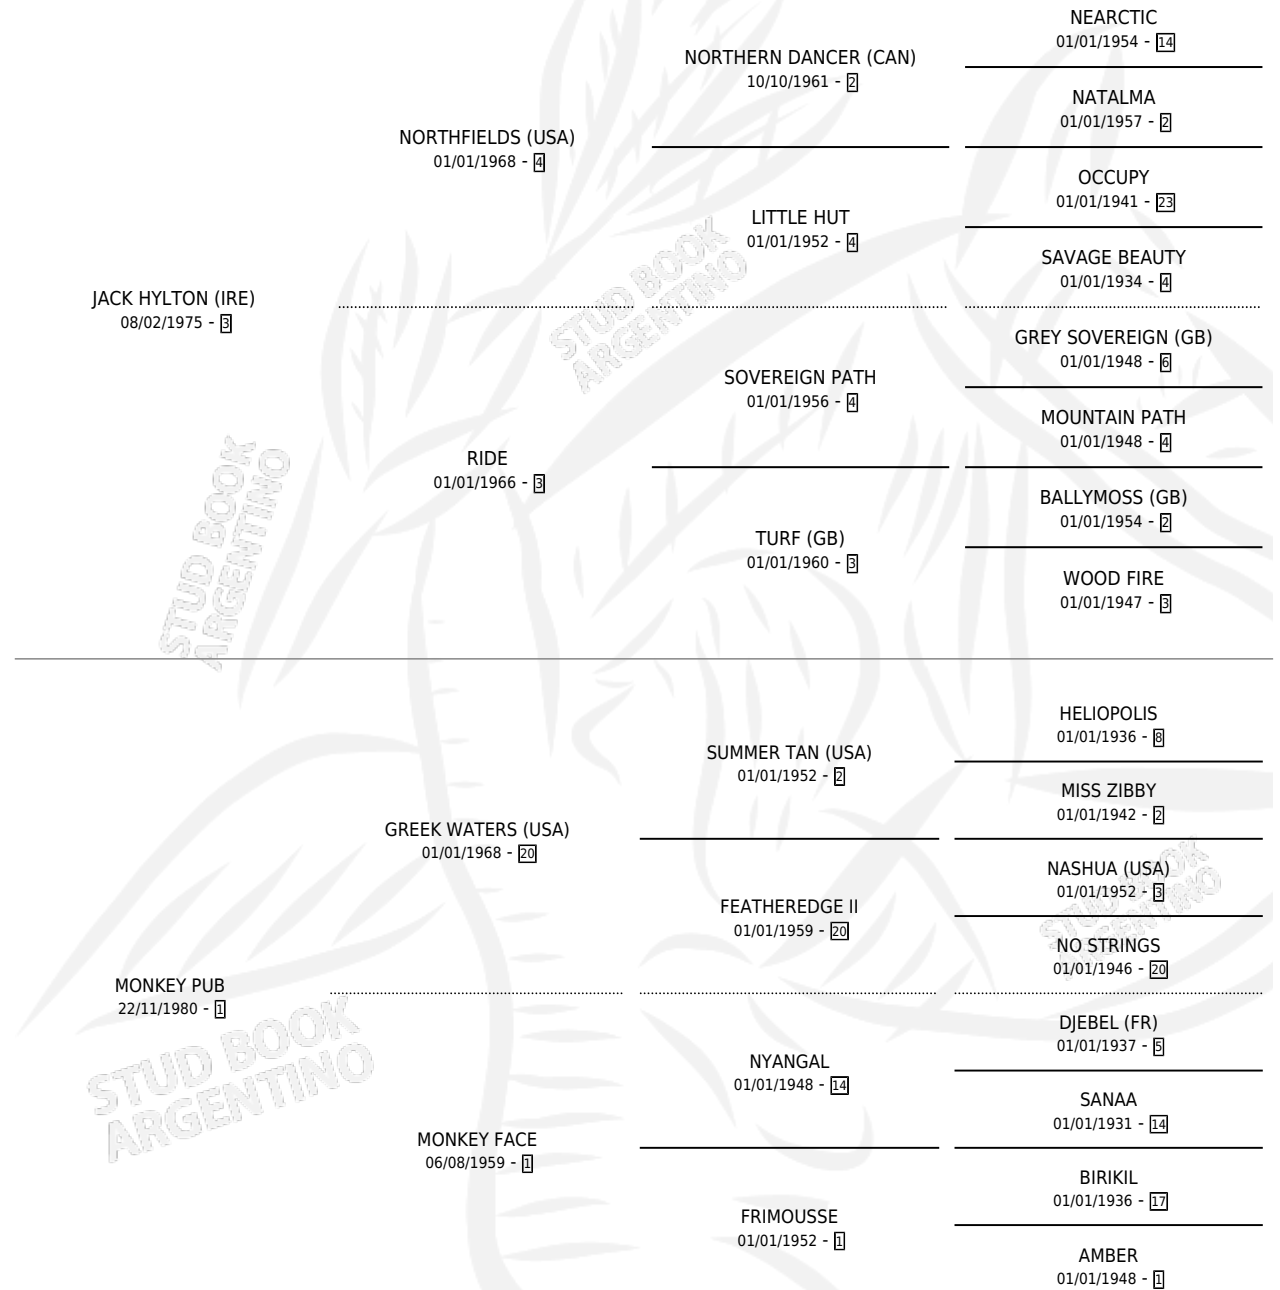 NEARCTIC
01/01/1954 - 14
NORTHERN DANCER (CAN)
10/10/1961 - 2
NATALMA
01/01/1957 - 2
NORTHFIELDS (USA)
01/01/1968 - 4
OCCUPY
01/01/1941 - 23
LITTLE HUT
01/01/1952 - 4
SAVAGE BEAUTY
01/01/1934 - 4
JACK HYLTON (IRE)
08/02/1975 - 3
GREY SOVEREIGN (GB)
01/01/1948 - 6
SOVEREIGN PATH
01/01/1956 - 4
MOUNTAIN PATH
01/01/1948 - 4
RIDE
01/01/1966 - 3
BALLYMOSS (GB)
01/01/1954 - 2
TURF (GB)
01/01/1960 - 3
WOOD FIRE
01/01/1947 - 3
HELIOPOLIS
01/01/1936 - 8
SUMMER TAN (USA)
01/01/1952 - 2
MISS ZIBBY
01/01/1942 - 2
GREEK WATERS (USA)
01/01/1968 - 20
NASHUA (USA)
01/01/1952 - 3
FEATHEREDGE II
01/01/1959 - 20
NO STRINGS
01/01/1946 - 20
MONKEY PUB
22/11/1980 - 1
DJEBEL (FR)
01/01/1937 - 5
NYANGAL
01/01/1948 - 14
SANAA
01/01/1931 - 14
MONKEY FACE
06/08/1959 - 1
BIRIKIL
01/01/1936 - 17
FRIMOUSSE
01/01/1952 - 1
AMBER
01/01/1948 - 1
STUD BOOK
ARGENTINO
STUD BOOK
ARGENTINO
STUD BOOK
ARGENTINO
STUD BOOK
ARGENTINO